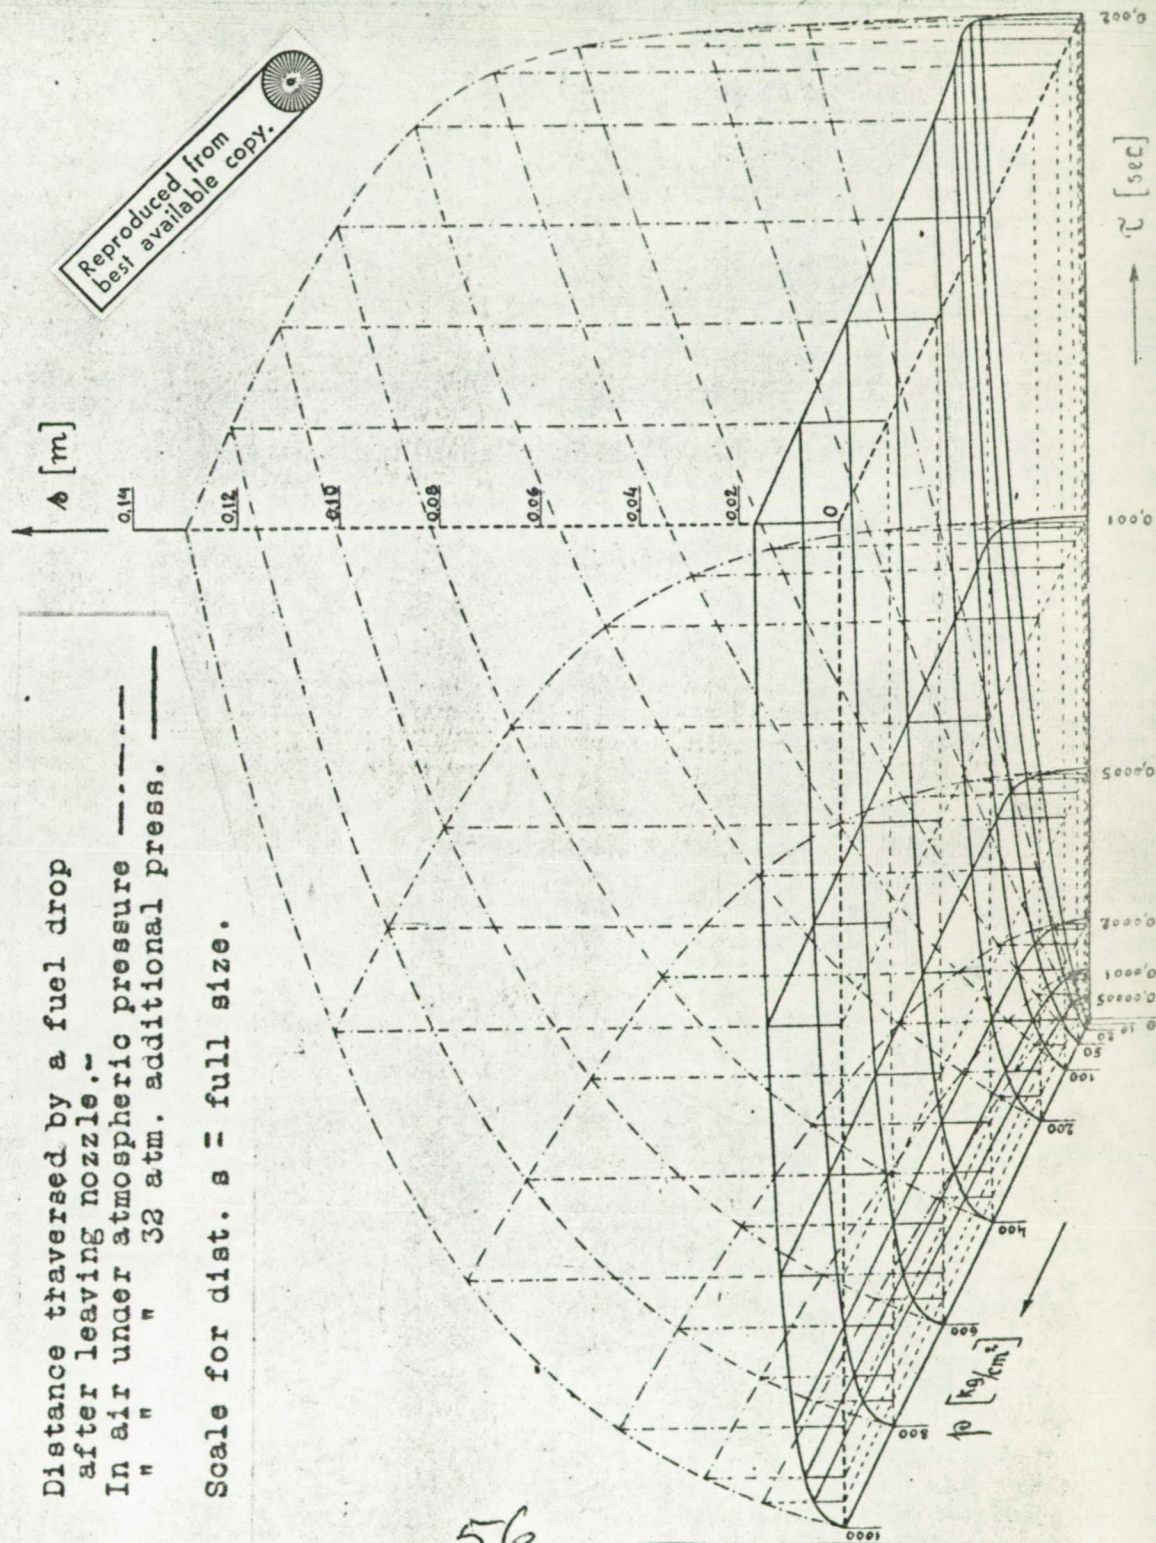 Distance traversed by a fuel drop
after leaving nozzle.-
In air under atmospheric pressure —·—·—
" " " 32 atm. additional press. ———
Scale for dist. s = full size.
Reproduced from
best available copy.
s [m]
0,14
0,12
0,10
0,08
0,06
0,04
0,02
0
τ [sec]
0,002
0,001
0,0005
0,0002
0,0001
0,00005
0
10
20
50
100
200
400
600
800
1000
p [kg/cm²]
56